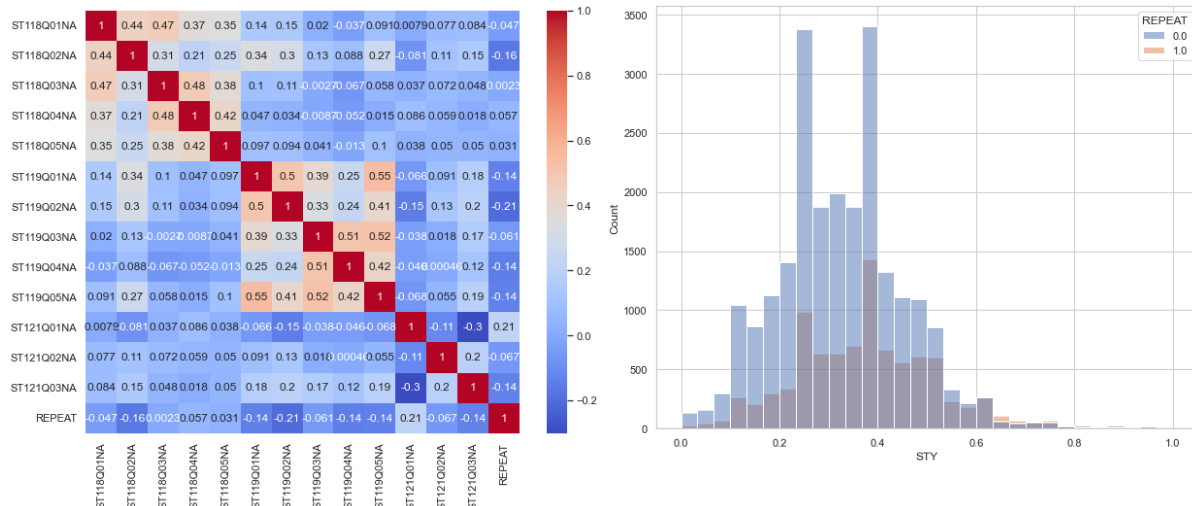 ST118Q01NA 1 0.44 0.47 0.37 0.35 0.14 0.15 0.02 -0.037 0.091 0.0079 0.077 0.084 -0.047
ST118Q02NA 0.44 1 0.31 0.21 0.25 0.34 0.3 0.13 0.088 0.27 -0.081 0.11 0.15 -0.16
ST118Q03NA 0.47 0.31 1 0.48 0.38 0.1 0.11 -0.0027 -0.067 0.058 0.037 0.072 0.048 0.0023
ST118Q04NA 0.37 0.21 0.48 1 0.42 0.047 0.034 -0.0087 -0.052 0.015 0.086 0.059 0.018 0.057
ST118Q05NA 0.35 0.25 0.38 0.42 1 0.097 0.094 0.041 -0.013 0.1 0.038 0.05 0.05 0.031
ST119Q01NA 0.14 0.34 0.1 0.047 0.097 1 0.5 0.39 0.25 0.55 -0.066 0.091 0.18 -0.14
ST119Q02NA 0.15 0.3 0.11 0.034 0.094 0.5 1 0.33 0.24 0.41 -0.15 0.13 0.2 -0.21
ST119Q03NA 0.02 0.13 -0.0027 -0.0087 0.041 0.39 0.33 1 0.51 0.52 -0.038 0.018 0.17 -0.061
ST119Q04NA -0.037 0.088 -0.067 -0.052 -0.013 0.25 0.24 0.51 1 0.42 -0.046 0.00046 0.12 -0.14
ST119Q05NA 0.091 0.27 0.058 0.015 0.1 0.55 0.41 0.52 0.42 1 -0.068 0.055 0.19 -0.14
ST121Q01NA 0.0079 -0.081 0.037 0.086 0.038 -0.066 -0.15 -0.038 -0.046 -0.068 1 -0.11 -0.3 0.21
ST121Q02NA 0.077 0.11 0.072 0.059 0.05 0.091 0.13 0.018 0.00046 0.055 -0.11 1 0.2 -0.067
ST121Q03NA 0.084 0.15 0.048 0.018 0.05 0.18 0.2 0.17 0.12 0.19 -0.3 0.2 1 -0.14
REPEAT -0.047 -0.16 0.0023 0.057 0.031 -0.14 -0.21 -0.061 -0.14 -0.14 0.21 -0.067 -0.14 1
ST118Q01NA
ST118Q02NA
ST118Q03NA
ST118Q04NA
ST118Q05NA
ST119Q01NA
ST119Q02NA
ST119Q03NA
ST119Q04NA
ST119Q05NA
ST121Q01NA
ST121Q02NA
ST121Q03NA
REPEAT
1.0
0.8
0.6
0.4
0.2
0.0
-0.2
3500
3000
2500
2000
1500
1000
500
0
Count
REPEAT
0.0
1.0
0.0 0.2 0.4 0.6 0.8 1.0
STY